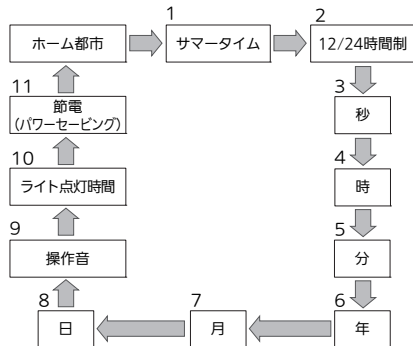 ホーム都市
1
サマータイム
2
12/24時間制
3
秒
4
時
5
分
6
年
7
月
8
日
9
操作音
10
ライト点灯時間
11
節電
(パワーセービング)